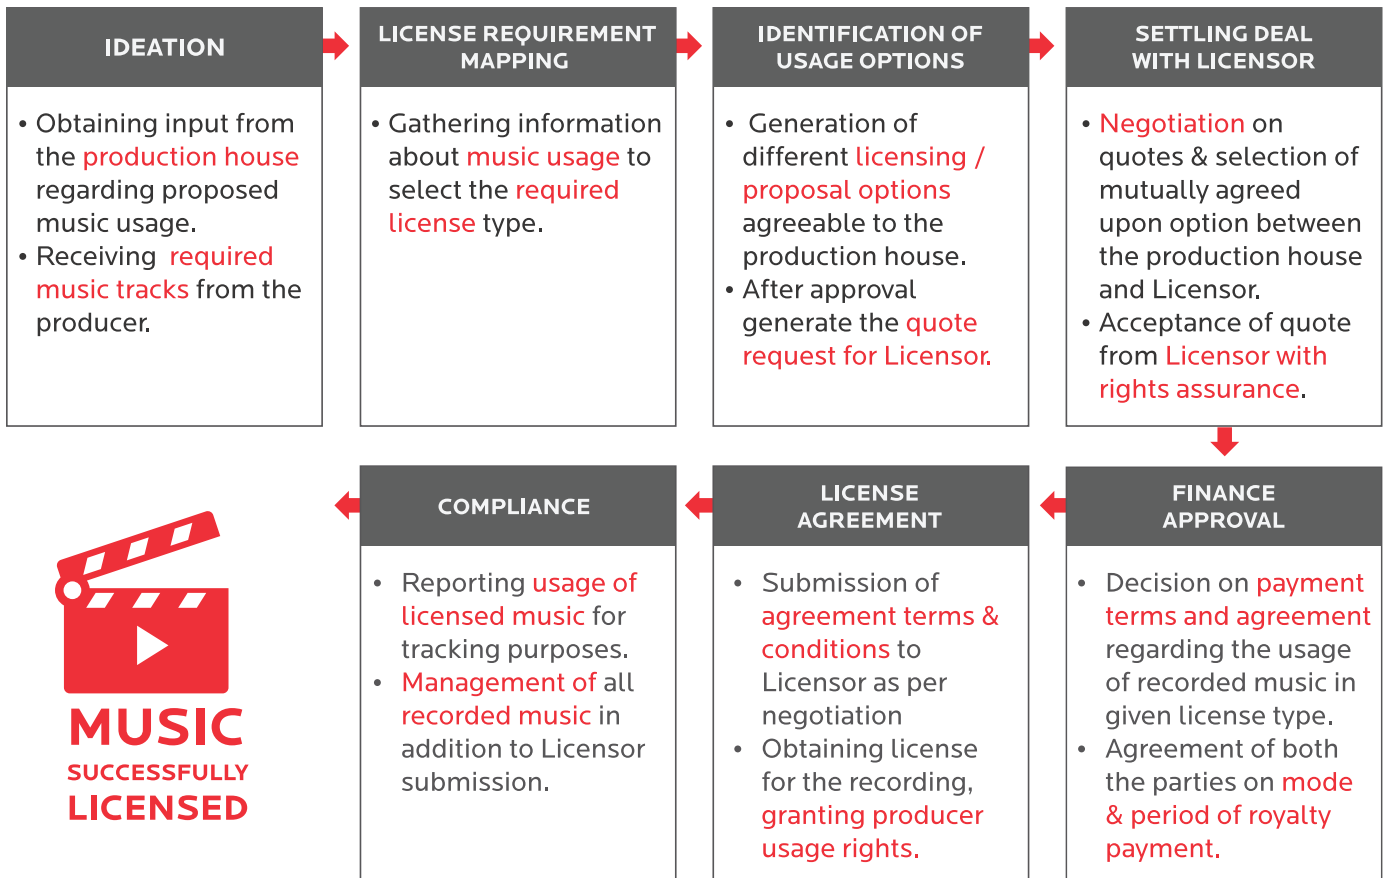 IDEATION
• Obtaining input from
the production house
regarding proposed
music usage.
• Receiving required
music tracks from the
producer.
LICENSE REQUIREMENT
MAPPING
• Gathering information
about music usage to
select the required
license type.
IDENTIFICATION OF
USAGE OPTIONS
• Generation of
different licensing /
proposal options
agreeable to the
production house.
• After approval
generate the quote
request for Licensor.
SETTLING DEAL
WITH LICENSOR
• Negotiation on
quotes & selection of
mutually agreed
upon option between
the production house
and Licensor.
• Acceptance of quote
from Licensor with
rights assurance.
FINANCE
APPROVAL
• Decision on payment
terms and agreement
regarding the usage
of recorded music in
given license type.
• Agreement of both
the parties on mode
& period of royalty
payment.
LICENSE
AGREEMENT
• Submission of
agreement terms &
conditions to
Licensor as per
negotiation
• Obtaining license
for the recording,
granting producer
usage rights.
COMPLIANCE
• Reporting usage of
licensed music for
tracking purposes.
• Management of all
recorded music in
addition to Licensor
submission.
MUSIC
SUCCESSFULLY
LICENSED